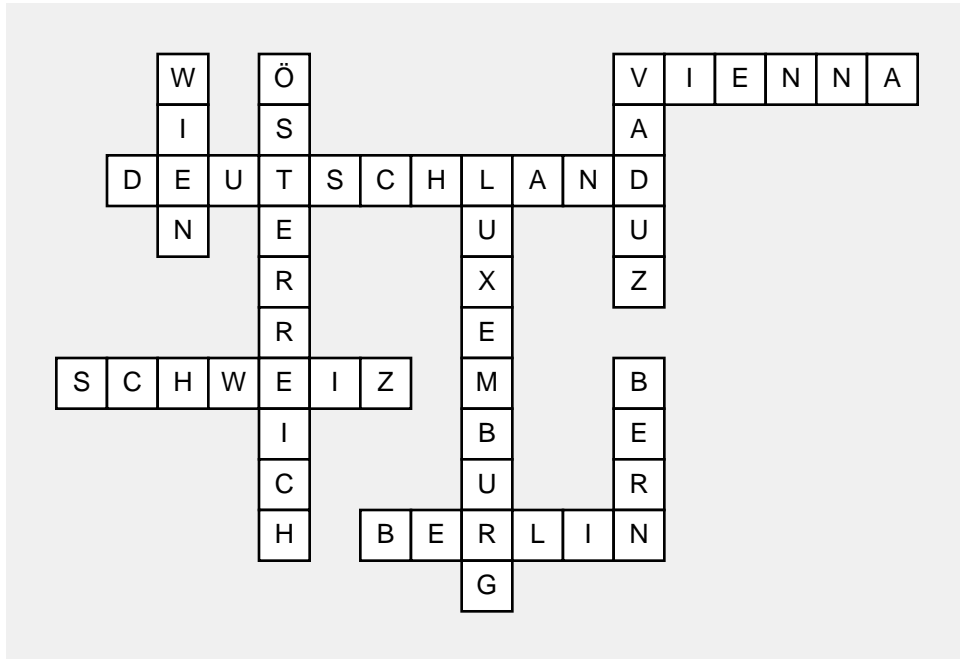 WIEN
ÖSTERREICH
VIENNA
VADUZ
DEUTSCHLAND
LUXEMBURG
SCHWEIZ
BERN
BERLIN